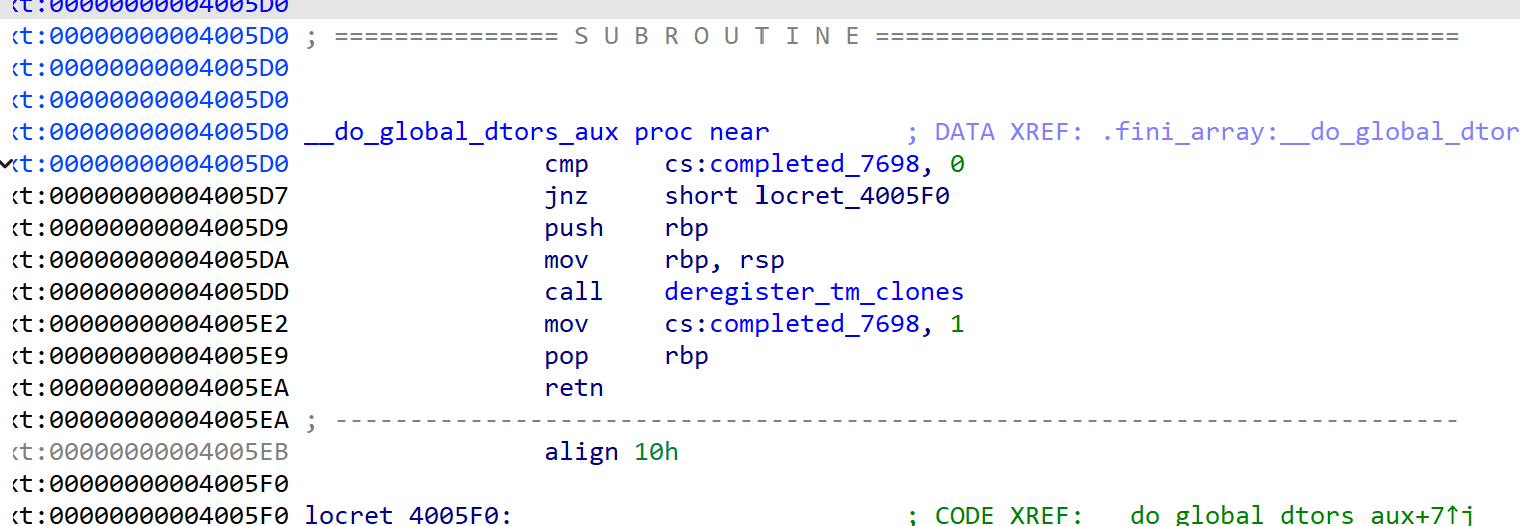 xt:00000000004005D0
xt:00000000004005D0 ; =============== S U B R O U T I N E =======================================
xt:00000000004005D0
xt:00000000004005D0
xt:00000000004005D0 __do_global_dtors_aux proc near ; DATA XREF: .fini_array:__do_global_dtor
xt:00000000004005D0 cmp cs:completed_7698, 0
xt:00000000004005D7 jnz short locret_4005F0
xt:00000000004005D9 push rbp
xt:00000000004005DA mov rbp, rsp
xt:00000000004005DD call deregister_tm_clones
xt:00000000004005E2 mov cs:completed_7698, 1
xt:00000000004005E9 pop rbp
xt:00000000004005EA retn
xt:00000000004005EA ; ---------------------------------------------------------------------------
xt:00000000004005EB align 10h
xt:00000000004005F0
xt:00000000004005F0 locret_4005F0: ; CODE XREF: __do_global_dtors_aux+7↑j